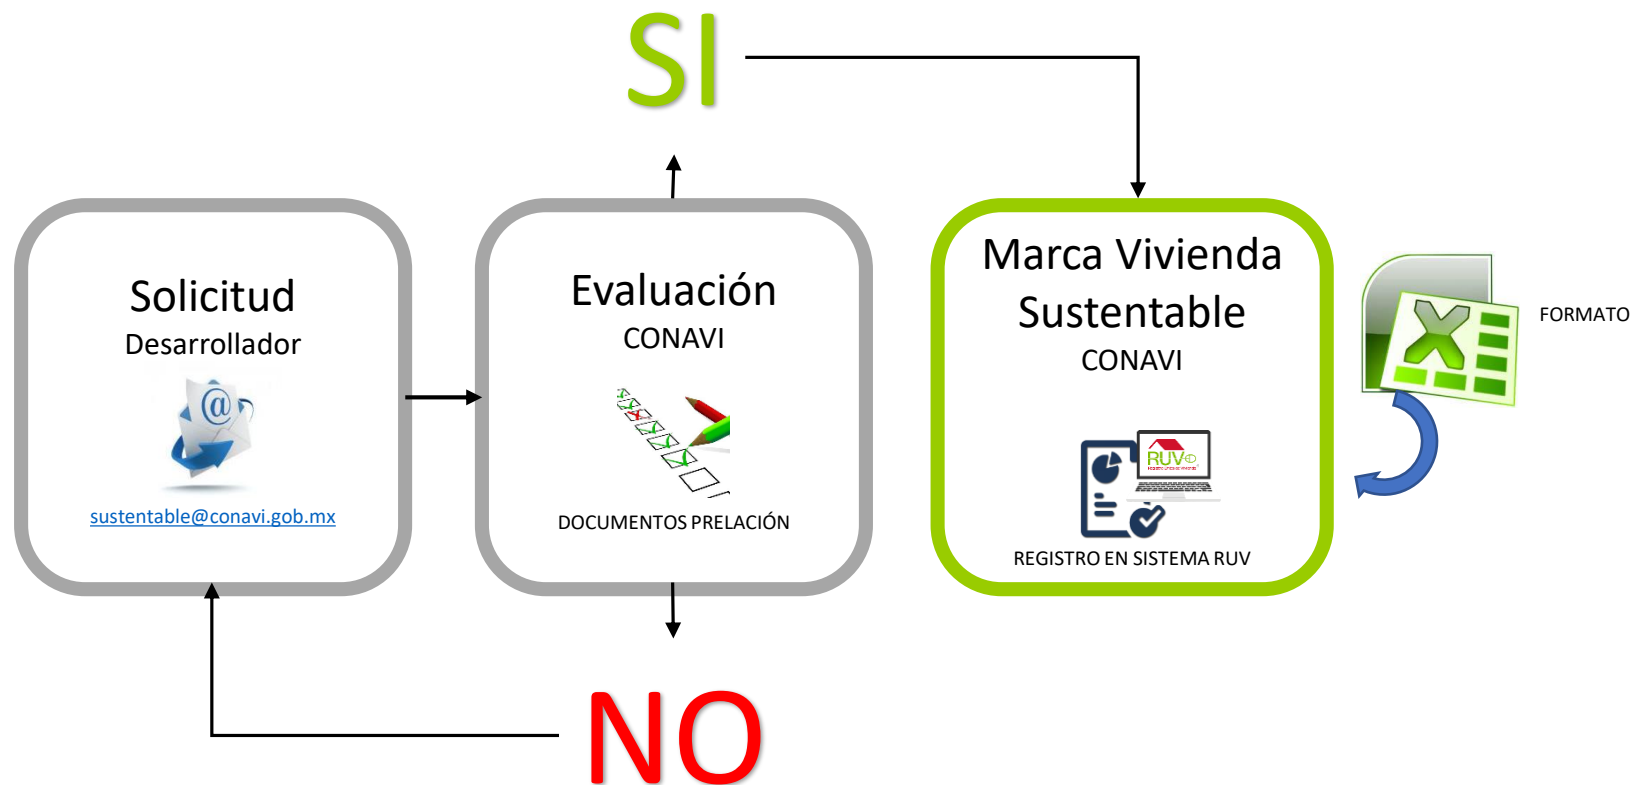 SI
Solicitud
Desarrollador
@
sustentable@conavi.gob.mx
Evaluación
CONAVI
DOCUMENTOS PRELACIÓN
Marca Vivienda
Sustentable
CONAVI
RUV
REGISTRO EN SISTEMA RUV
FORMATO
NO